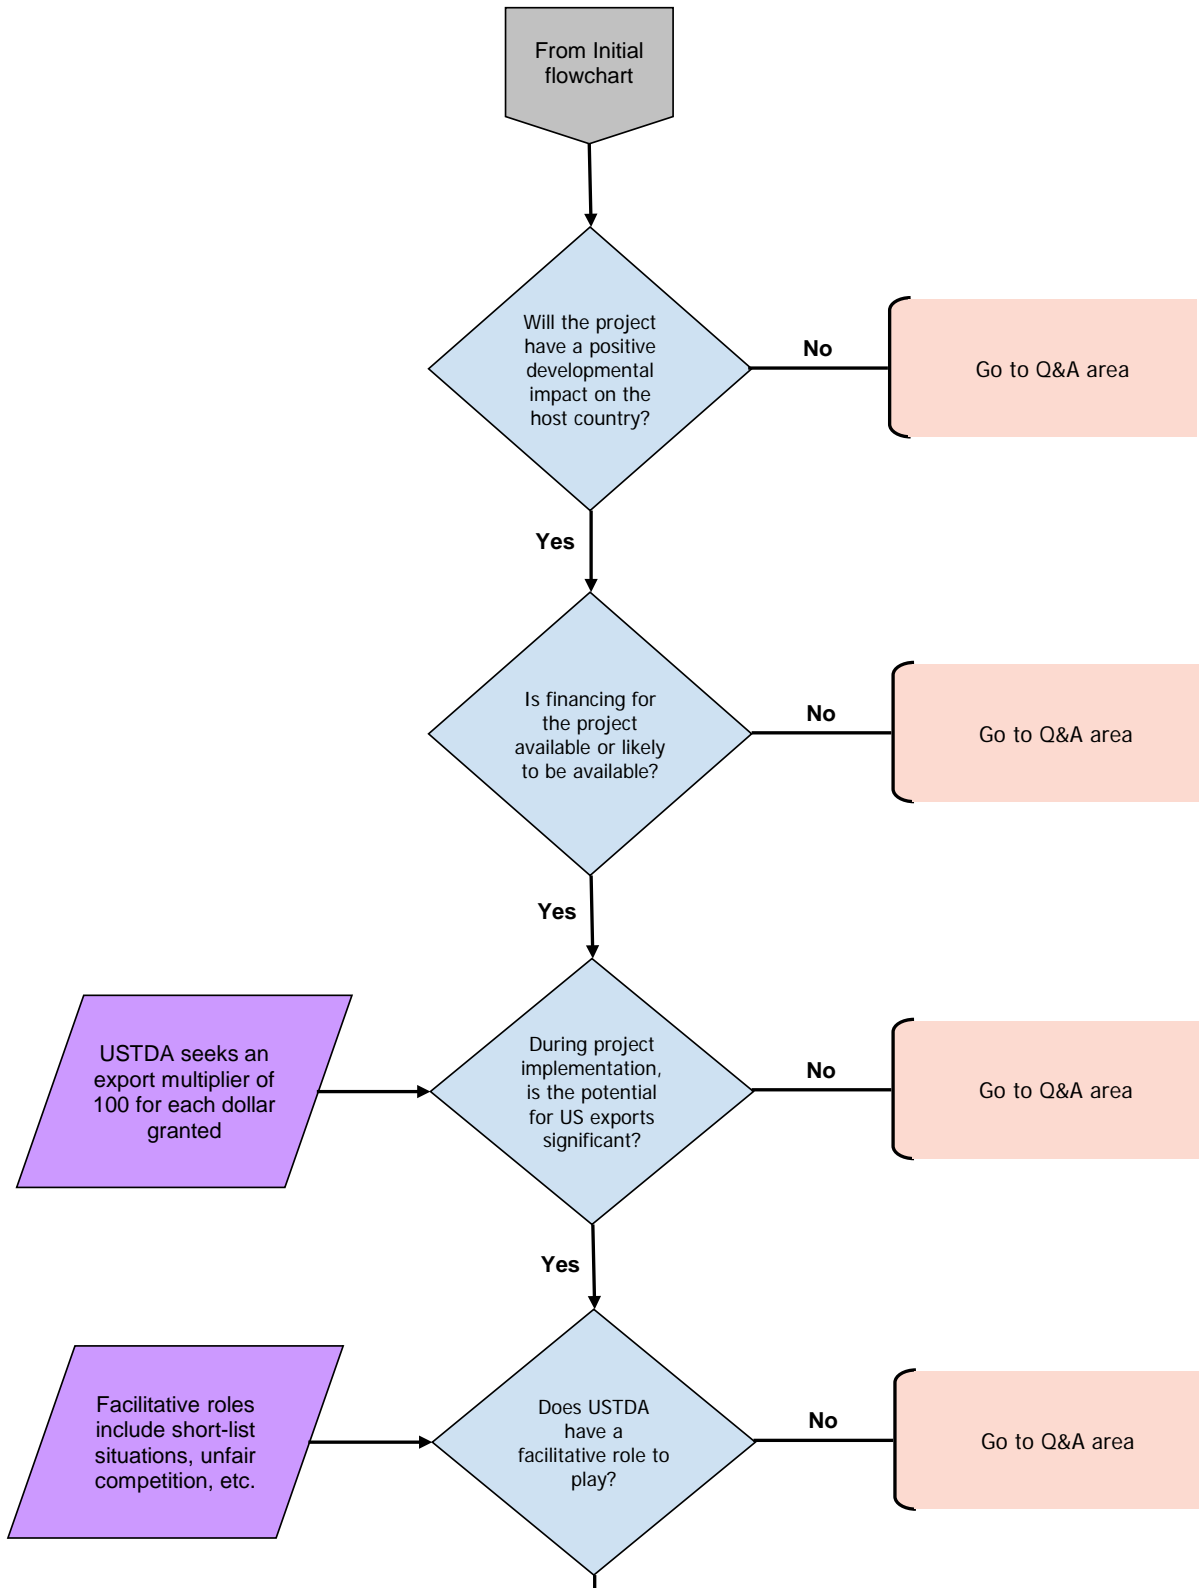 From Initial
flowchart
Will the project
have a positive
developmental
impact on the
host country?
No
Go to Q&A area
Yes
Is financing for
the project
available or likely
to be available?
No
Go to Q&A area
Yes
USTDA seeks an
export multiplier of
100 for each dollar
granted
During project
implementation,
is the potential
for US exports
significant?
No
Go to Q&A area
Yes
Facilitative roles
include short-list
situations, unfair
competition, etc.
Does USTDA
have a
facilitative role to
play?
No
Go to Q&A area